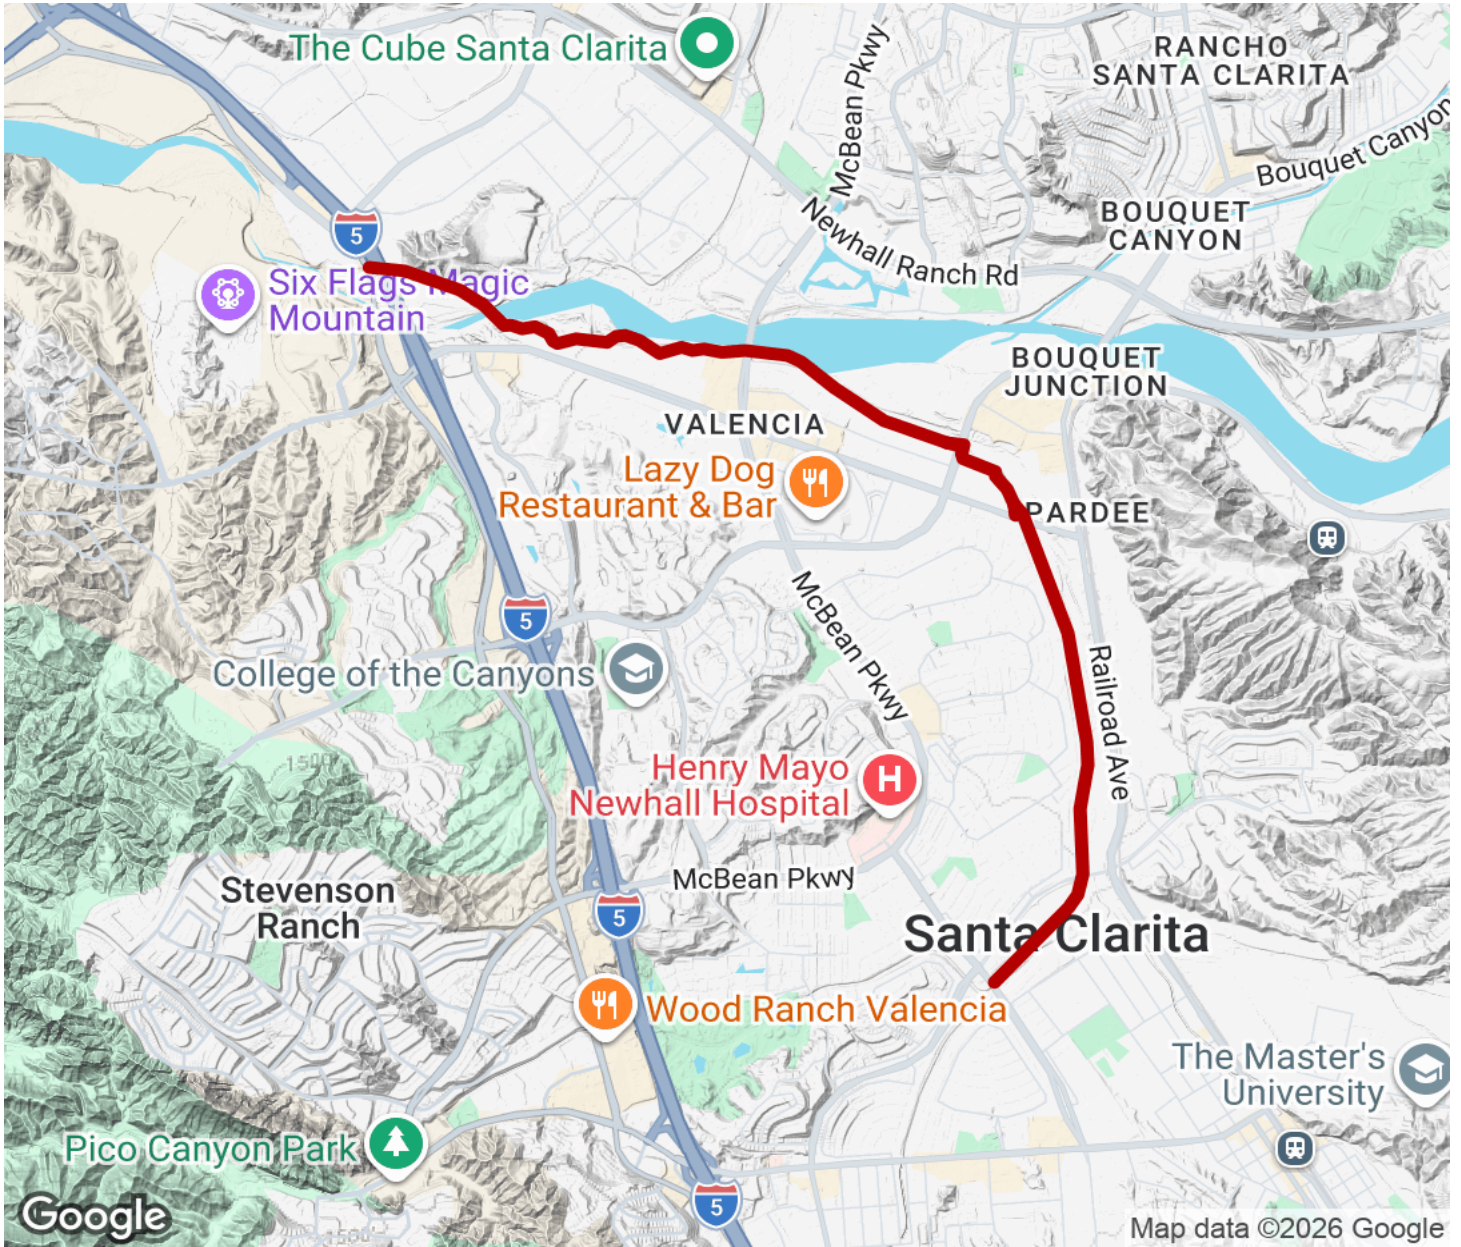 The Cube Santa Clarita
McBean Pkwy
RANCHO
SANTA CLARITA
Bouquet Canyon
BOUQUET
CANYON
Newhall Ranch Rd
5
Six Flags Magic
Mountain
BOUQUET
JUNCTION
VALENCIA
Lazy Dog
Restaurant & Bar
PARDEE
McBean Pkwy
5
College of the Canyons
Railroad Ave
1500
Henry Mayo
Newhall Hospital
H
McBean Pkwy
Stevenson
Ranch
5
Santa Clarita
Wood Ranch Valencia
The Master's
University
Pico Canyon Park
5
Google
1500
Map data ©2026 Google